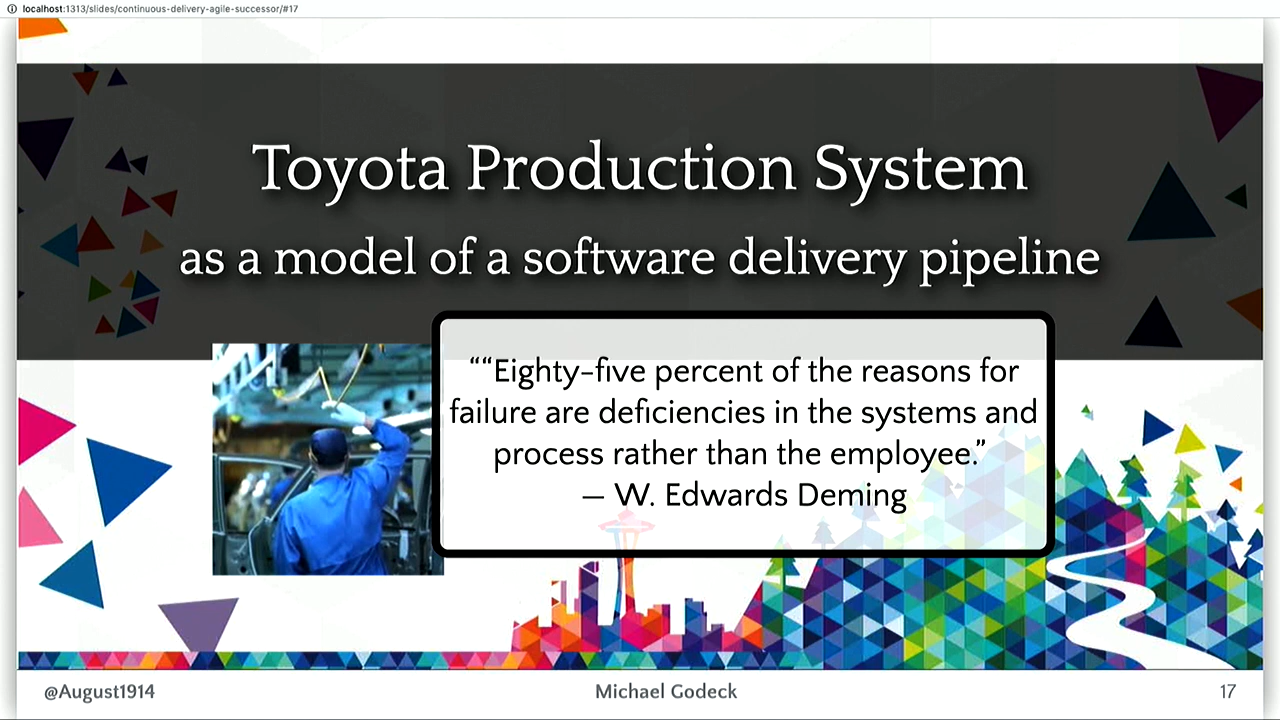 localhost:1313/slides/continuous-delivery-agile-successor/#17
Toyota Production System
as a model of a software delivery pipeline
““Eighty-five percent of the reasons for
failure are deficiencies in the systems and
process rather than the employee.”
— W. Edwards Deming
@August1914
Michael Godeck
17